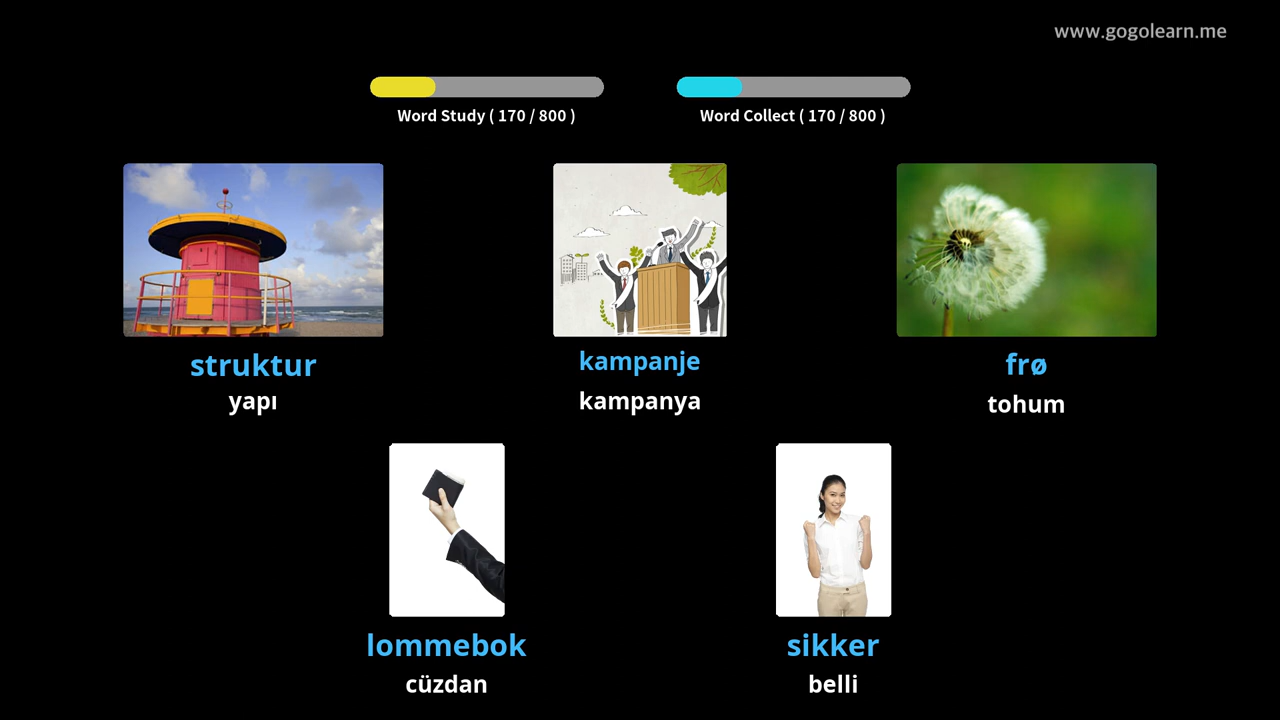 www.gogolearn.me
Word Study ( 170 / 800 )
Word Collect ( 170 / 800 )
struktur
yapı
kampanje
kampanya
frø
tohum
lommebok
cüzdan
sikker
belli